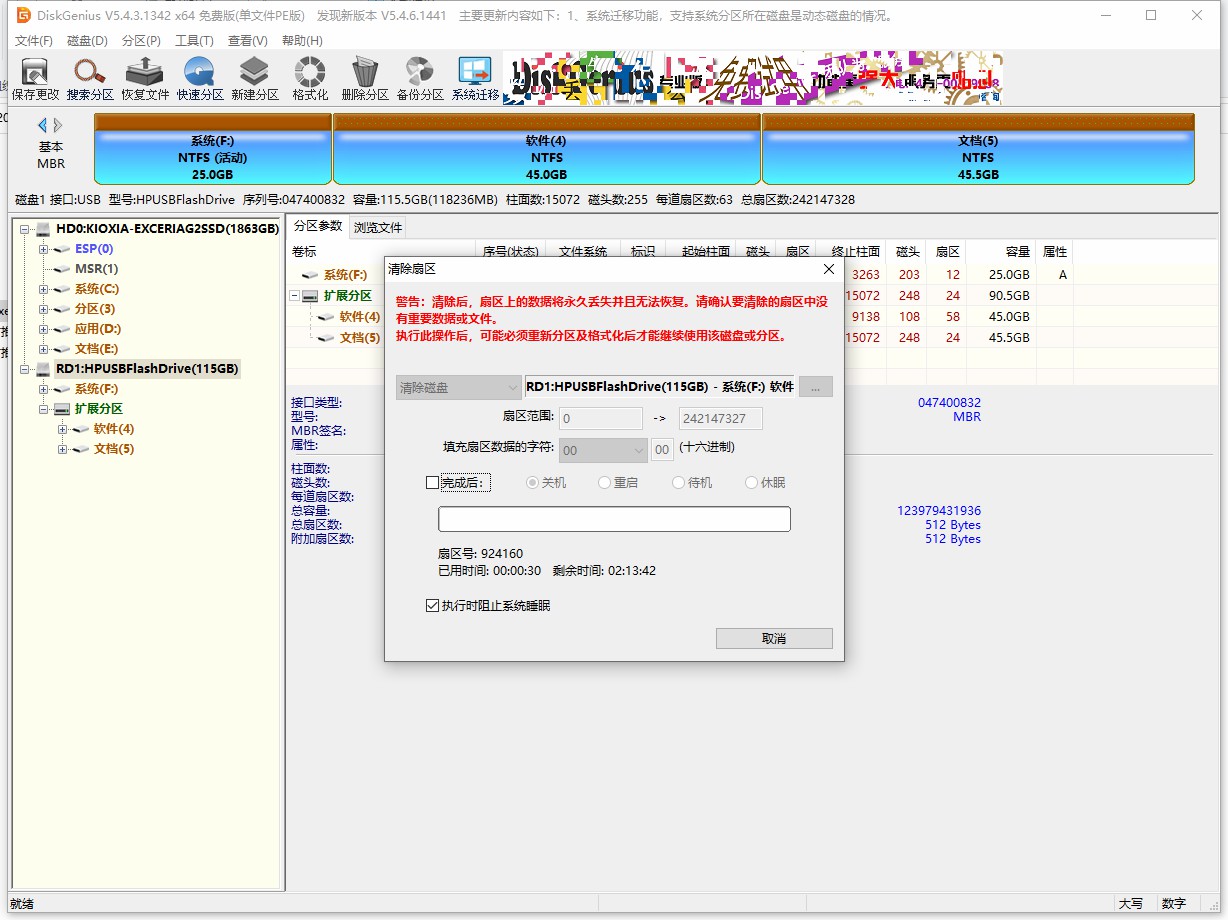 DiskGenius V5.4.3.1342 x64 免费版(单文件PE版) 发现新版本 V5.4.6.1441 主要更新内容如下：1、系统迁移功能，支持系统分区所在磁盘是动态磁盘的情况。
文件(F) 磁盘(D) 分区(P) 工具(T) 查看(V) 帮助(H)
保存更改 搜索分区 恢复文件 快速分区 新建分区 格式化 删除分区 备份分区 系统迁移
基本
MBR
系统(F:)
NTFS (活动)
25.0GB
软件(4)
NTFS
45.0GB
文档(5)
NTFS
45.5GB
磁盘1 接口:USB 型号:HPUSBFlashDrive 序列号:047400832 容量:115.5GB(118236MB) 柱面数:15072 磁头数:255 每道扇区数:63 总扇区数:242147328
HD0:KIOXIA-EXCERIAG2SSD(1863GB)
ESP(0)
MSR(1)
系统(C:)
分区(3)
应用(D:)
文档(E:)
RD1:HPUSBFlashDrive(115GB)
系统(F:)
扩展分区
软件(4)
文档(5)
分区参数 浏览文件
卷标 序号(状态) 文件系统 标识 起始柱面 磁头 扇区 终止柱面 磁头 扇区 容量 属性
系统(F:) 3263 203 12 25.0GB A
扩展分区 15072 248 24 90.5GB
软件(4) 9138 108 58 45.0GB
文档(5) 15072 248 24 45.5GB
接口类型:
型号: 047400832
MBR签名: MBR
属性:
柱面数:
磁头数:
每道扇区数:
总容量: 123979431936
总扇区数: 512 Bytes
附加扇区数: 512 Bytes
清除扇区
警告：清除后，扇区上的数据将永久丢失并且无法恢复。请确认要清除的扇区中没
有重要数据或文件。
执行此操作后，可能必须重新分区及格式化后才能继续使用该磁盘或分区。
清除磁盘 RD1:HPUSBFlashDrive(115GB) - 系统(F:) 软件 ...
扇区范围: 0 -> 242147327
填充扇区数据的字符: 00 00 (十六进制)
完成后: 关机 重启 待机 休眠
扇区号: 924160
已用时间: 00:00:30 剩余时间: 02:13:42
执行时阻止系统睡眠
取消
就绪 大写 数字